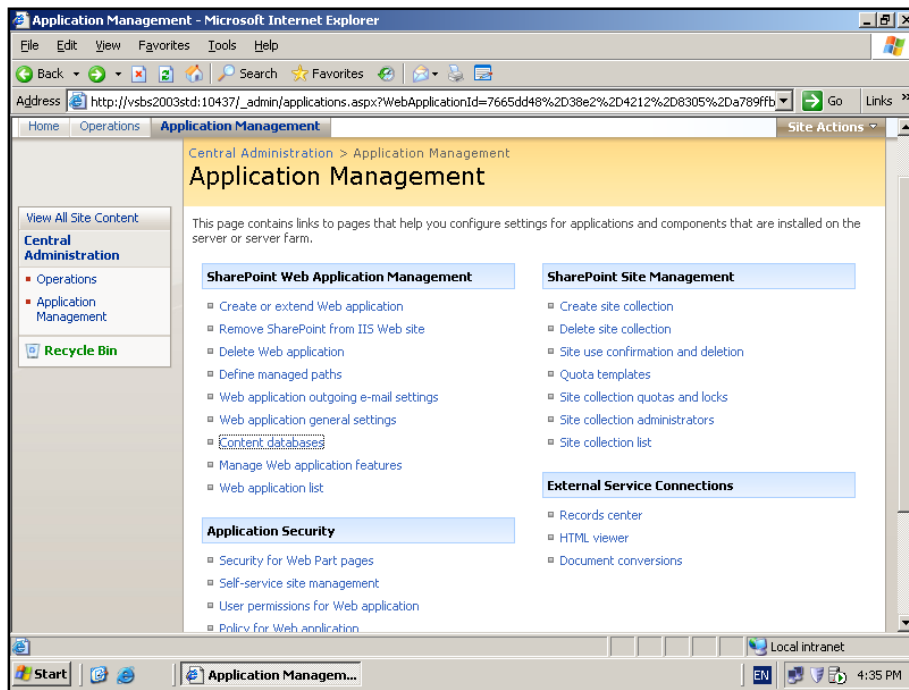 Application Management - Microsoft Internet Explorer
File Edit View Favorites Tools Help
Back Search Favorites
Address http://vsbs2003std:10437/_admin/applications.aspx?WebApplicationId=7665dd48%2D38e2%2D4212%2D8305%2Da789ffb Go Links »
Home Operations Application Management Site Actions
Central Administration > Application Management
Application Management
View All Site Content
Central Administration
Operations
Application Management
Recycle Bin
This page contains links to pages that help you configure settings for applications and components that are installed on the
server or server farm.
SharePoint Web Application Management
Create or extend Web application
Remove SharePoint from IIS Web site
Delete Web application
Define managed paths
Web application outgoing e-mail settings
Web application general settings
Content databases
Manage Web application features
Web application list
Application Security
Security for Web Part pages
Self-service site management
User permissions for Web application
Policy for Web application
SharePoint Site Management
Create site collection
Delete site collection
Site use confirmation and deletion
Quota templates
Site collection quotas and locks
Site collection administrators
Site collection list
External Service Connections
Records center
HTML viewer
Document conversions
Local intranet
Start Application Managem... EN 4:35 PM